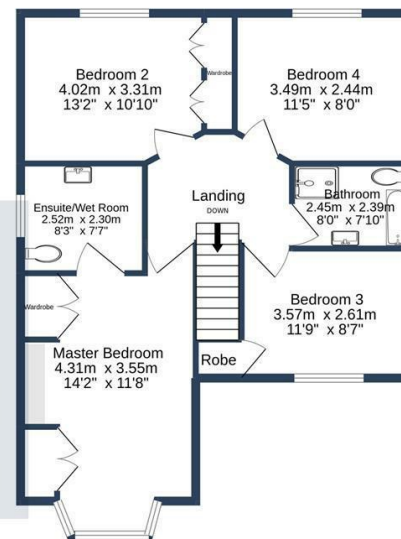 Bedroom 2
4.02m x 3.31m
13'2" x 10'10"
Wardrobe
Bedroom 4
3.49m x 2.44m
11'5" x 8'0"
Ensuite/Wet Room
2.52m x 2.30m
8'3" x 7'7"
Landing
DOWN
Bathroom
2.45m x 2.39m
8'0" x 7'10"
Wardrobe
Master Bedroom
4.31m x 3.55m
14'2" x 11'8"
Robe
Bedroom 3
3.57m x 2.61m
11'9" x 8'7"